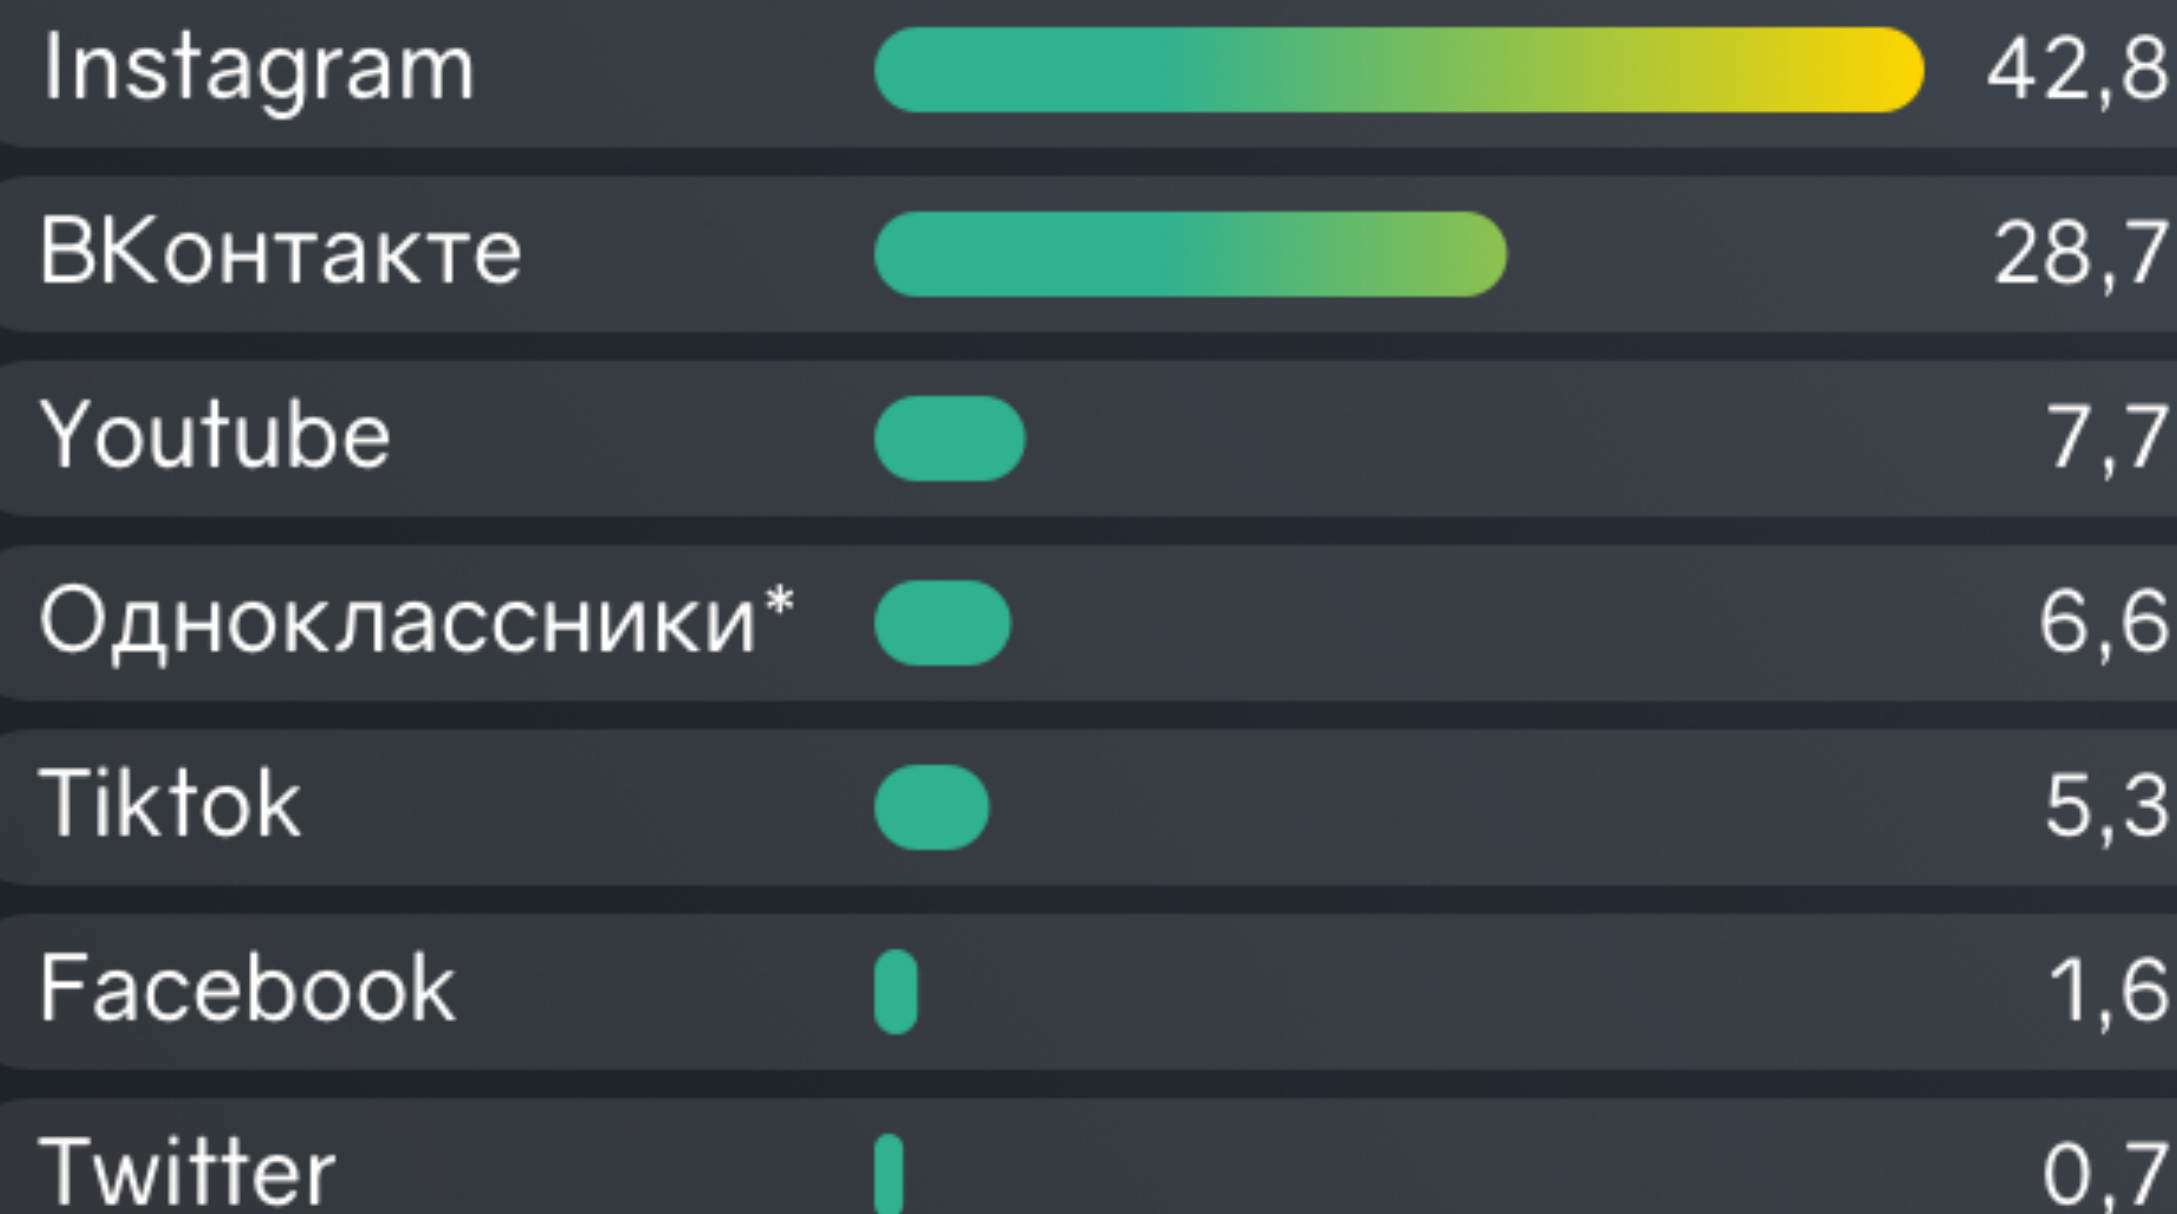 Instagram 42,8
ВКонтакте 28,7
Youtube 7,7
Одноклассники* 6,6
Tiktok 5,3
Facebook 1,6
Twitter 0,7